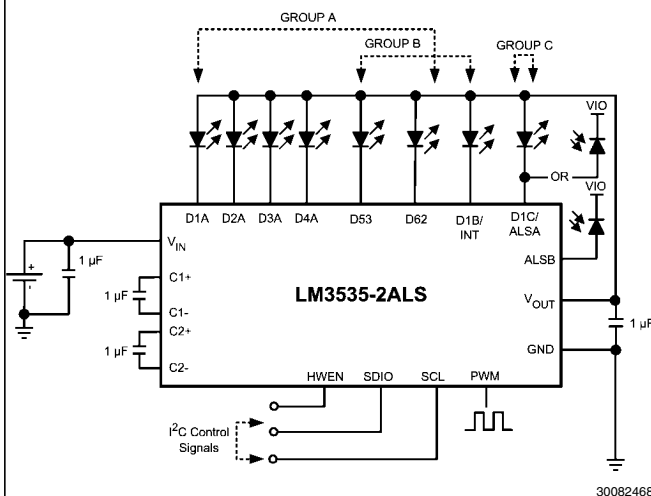 GROUP A
GROUP B
GROUP C
VIO
OR
VIO
D1A
D2A
D3A
D4A
D53
D62
D1B/
INT
D1C/
ALSA
VIN
ALSB
+
-
1 µF
C1+
1 µF
C1-
LM3535-2ALS
VOUT
C2+
1 µF
1 µF
C2-
GND
HWEN
SDIO
SCL
PWM
I²C Control
Signals
30082468